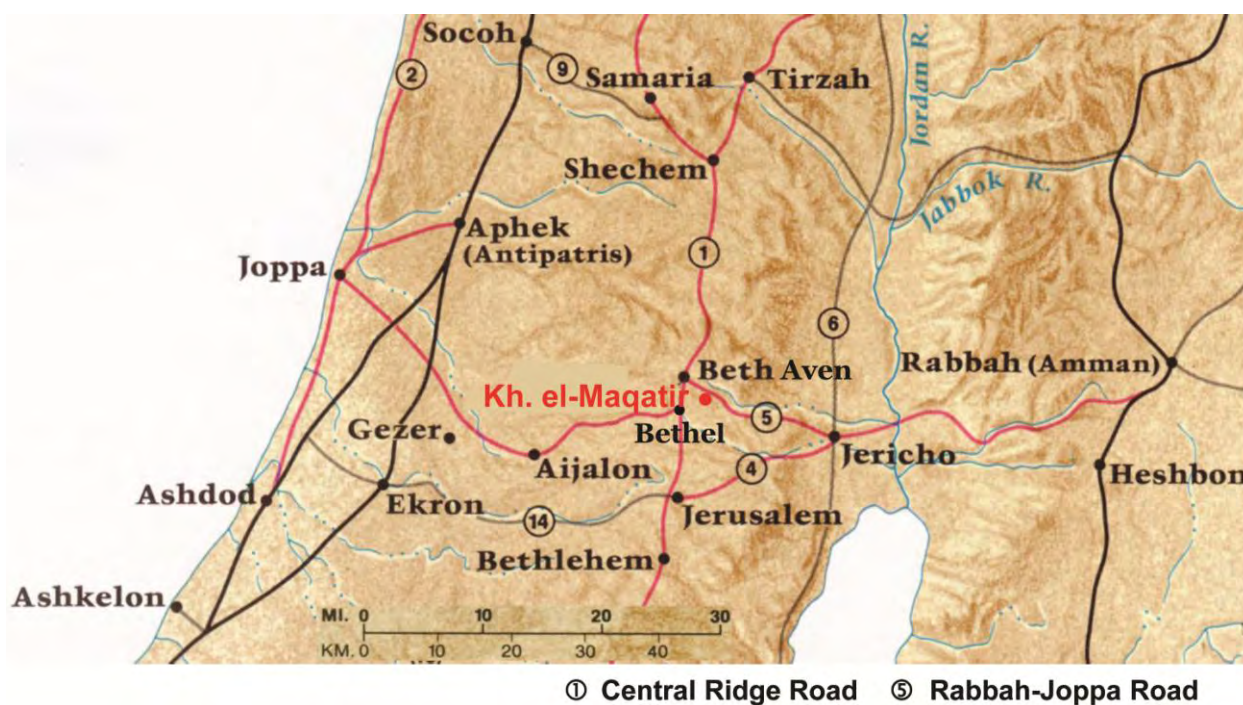 Socoh
②
⑨
Samaria
Tirzah
Jordan R.
Shechem
Jabbok R.
Aphek
(Antipatris)
①
Joppa
⑥
Beth Aven
Rabbah (Amman)
Kh. el-Maqatir
⑤
Bethel
Gezer
Aijalon
④
Jericho
Heshbon
Ashdod
Ekron
Jerusalem
⑭
Bethlehem
Ashkelon
MI. 0 10 20 30
KM. 0 10 20 30 40
① Central Ridge Road ⑤ Rabbah-Joppa Road